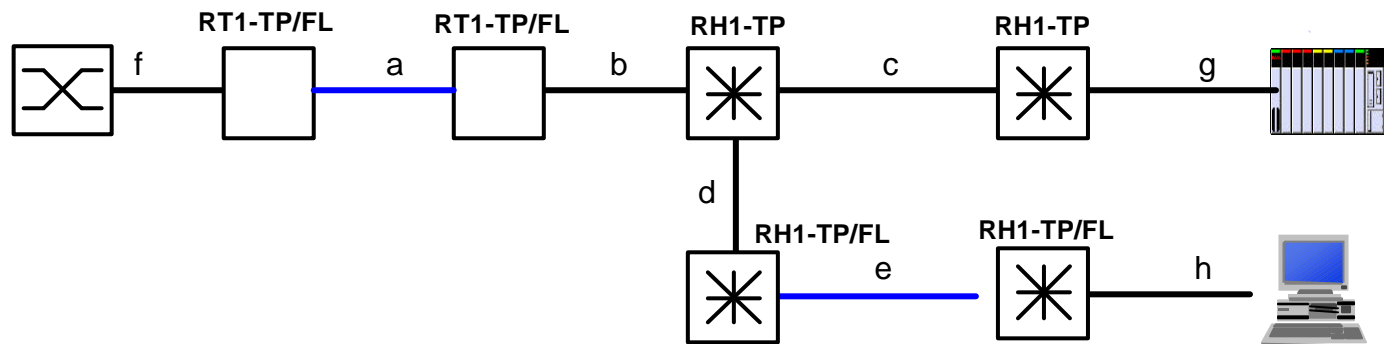 RT1-TP/FL
RT1-TP/FL
RH1-TP
RH1-TP
f
a
b
c
g
d
RH1-TP/FL
RH1-TP/FL
e
h